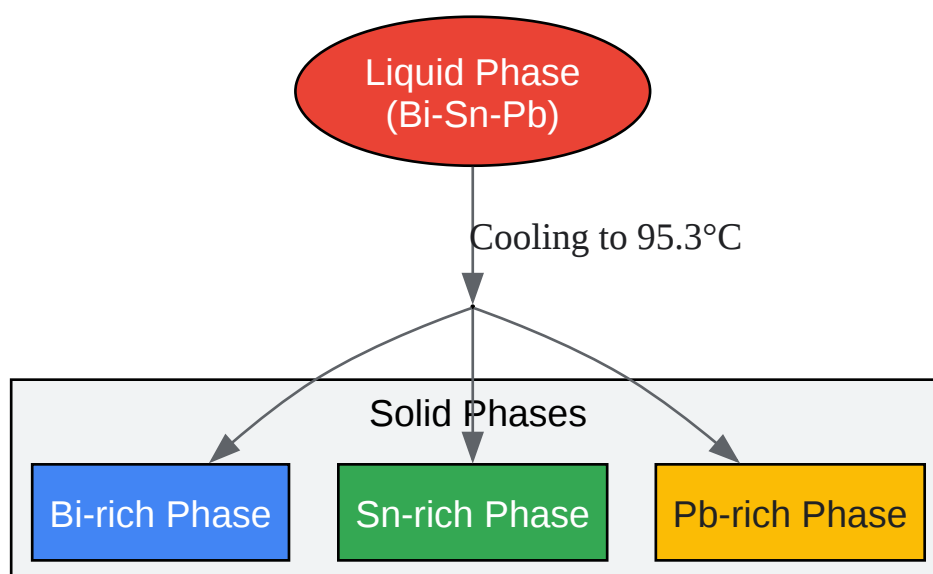 Liquid Phase
(Bi-Sn-Pb)
Cooling to 95.3°C
Solid Phases
Bi-rich Phase
Sn-rich Phase
Pb-rich Phase